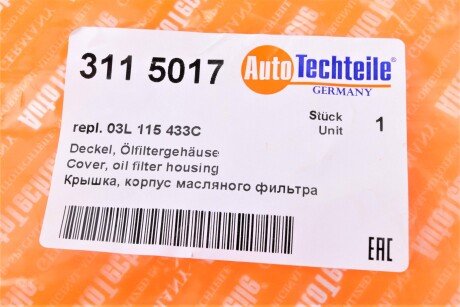 311 5017
AutoTechteile®
GERMANY
Stück
Unit
1
repl. 03L 115 433C
Deckel, Ölfiltergehäuse
Cover, oil filter housing
Крышка, корпус масляного фильтра
EAC